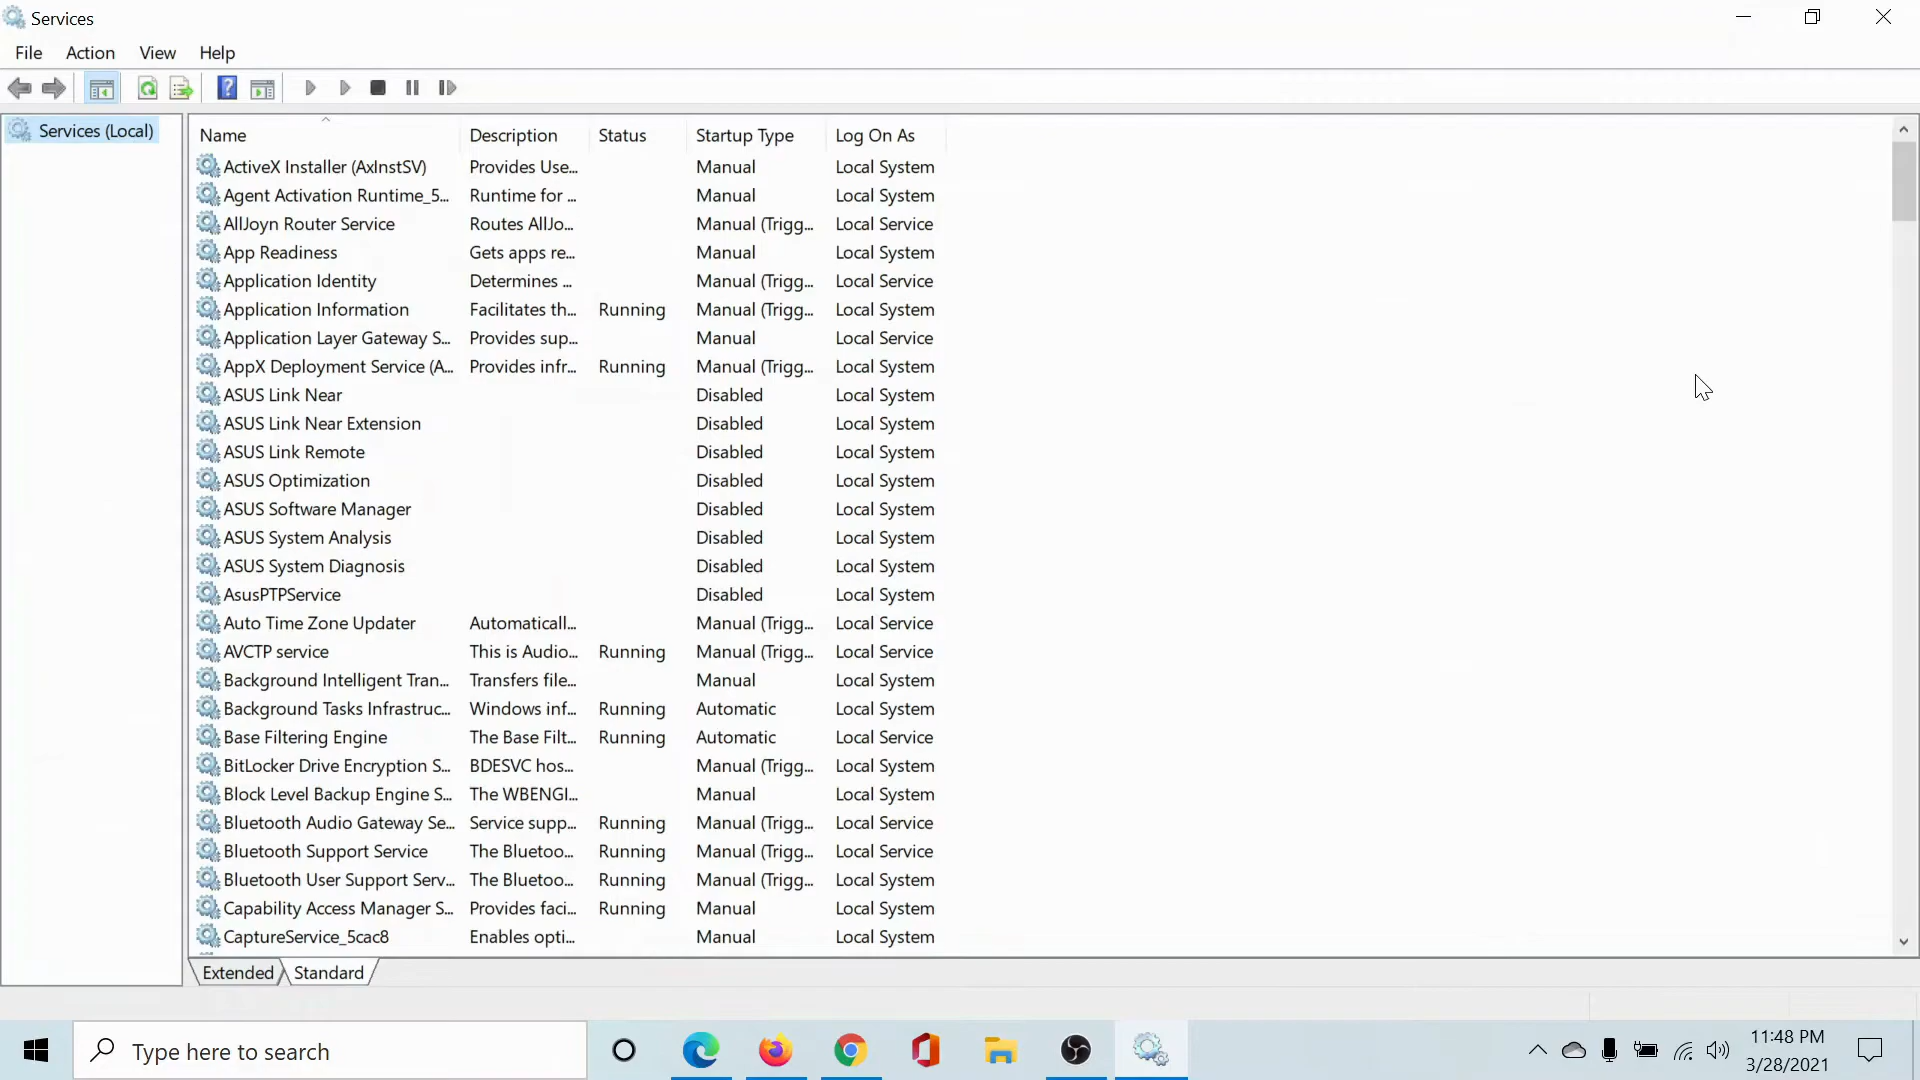 Services
File Action View Help
Services (Local)
Name Description Status Startup Type Log On As
ActiveX Installer (AxInstSV) Provides Use... Manual Local System
Agent Activation Runtime_5... Runtime for ... Manual Local System
AllJoyn Router Service Routes AllJo... Manual (Trigg... Local Service
App Readiness Gets apps re... Manual Local System
Application Identity Determines ... Manual (Trigg... Local Service
Application Information Facilitates th... Running Manual (Trigg... Local System
Application Layer Gateway S... Provides sup... Manual Local Service
AppX Deployment Service (A... Provides infr... Running Manual (Trigg... Local System
ASUS Link Near Disabled Local System
ASUS Link Near Extension Disabled Local System
ASUS Link Remote Disabled Local System
ASUS Optimization Disabled Local System
ASUS Software Manager Disabled Local System
ASUS System Analysis Disabled Local System
ASUS System Diagnosis Disabled Local System
AsusPTPService Disabled Local System
Auto Time Zone Updater Automaticall... Manual (Trigg... Local Service
AVCTP service This is Audio... Running Manual (Trigg... Local Service
Background Intelligent Tran... Transfers file... Manual Local System
Background Tasks Infrastruc... Windows inf... Running Automatic Local System
Base Filtering Engine The Base Filt... Running Automatic Local Service
BitLocker Drive Encryption S... BDESVC hos... Manual (Trigg... Local System
Block Level Backup Engine S... The WBENGI... Manual Local System
Bluetooth Audio Gateway Se... Service supp... Running Manual (Trigg... Local Service
Bluetooth Support Service The Bluetoo... Running Manual (Trigg... Local Service
Bluetooth User Support Serv... The Bluetoo... Running Manual (Trigg... Local System
Capability Access Manager S... Provides faci... Running Manual Local System
CaptureService_5cac8 Enables opti... Manual Local System
Extended Standard
Type here to search
11:48 PM
3/28/2021